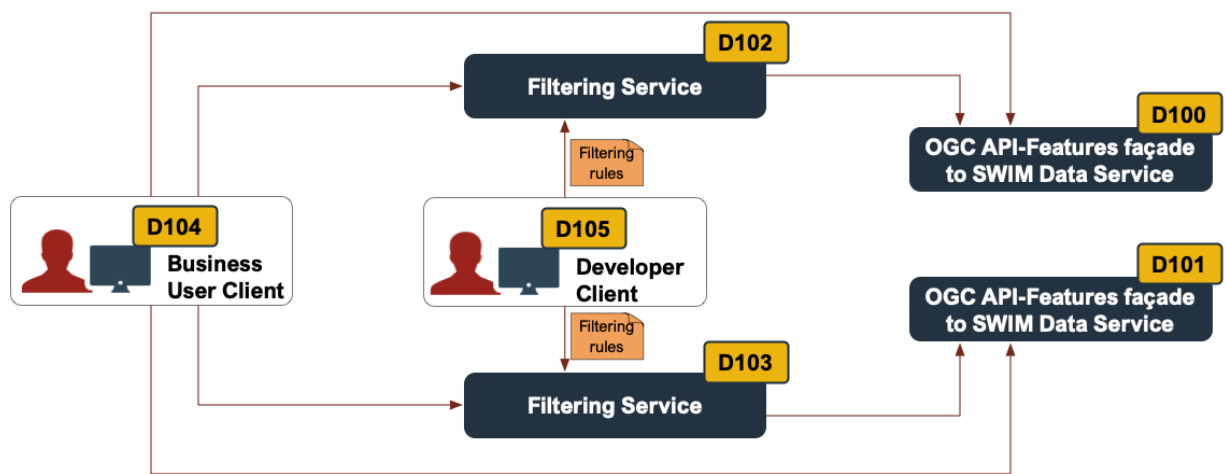 D102
Filtering Service
D100
OGC API-Features façade
to SWIM Data Service
Filtering
rules
D104
Business
User Client
D105
Developer
Client
D101
OGC API-Features façade
to SWIM Data Service
Filtering
rules
D103
Filtering Service